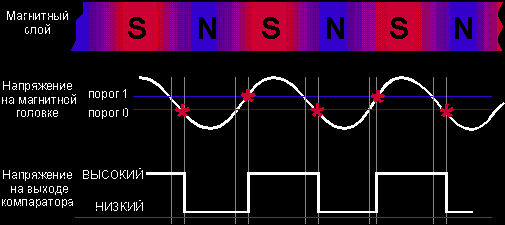 Магнитный
слой
S N S N S N
Напряжение
на магнитной
головке
порог 1
порог 0
Напряжение
на выходе
компаратора
ВЫСОКИЙ
НИЗКИЙ